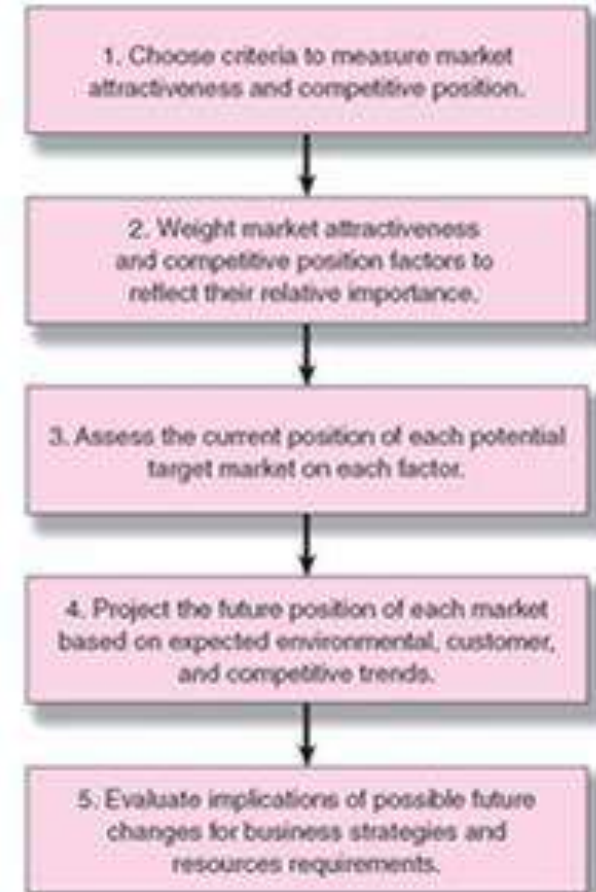 1. Choose criteria to measure market
attractiveness and competitive position.
2. Weight market attractiveness
and competitive position factors to
reflect their relative importance.
3. Assess the current position of each potential
target market on each factor.
4. Project the future position of each market
based on expected environmental, customer,
and competitive trends.
5. Evaluate implications of possible future
changes for business strategies and
resources requirements.